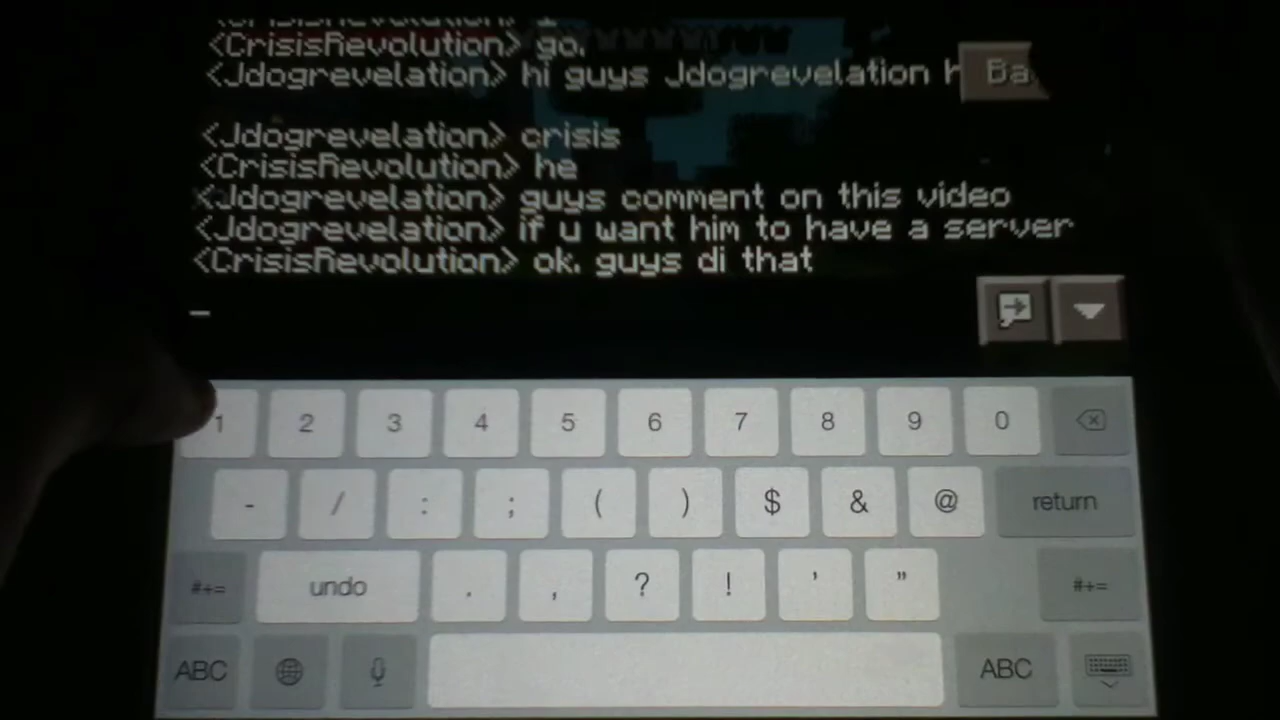 <CrisisRevolution> go.
<Jdogrevelation> hi guys Jdogrevelation
Ba
<Jdogrevelation> crisis
<CrisisRevolution> he
<Jdogrevelation> guys comment on this video
<Jdogrevelation> if u want him to have a server
<CrisisRevolution> ok. guys di that
_
1 2 3 4 5 6 7 8 9 0
- / : ; ( ) $ & @ return
#+= undo . , ? ! ' " #+=
ABC ABC